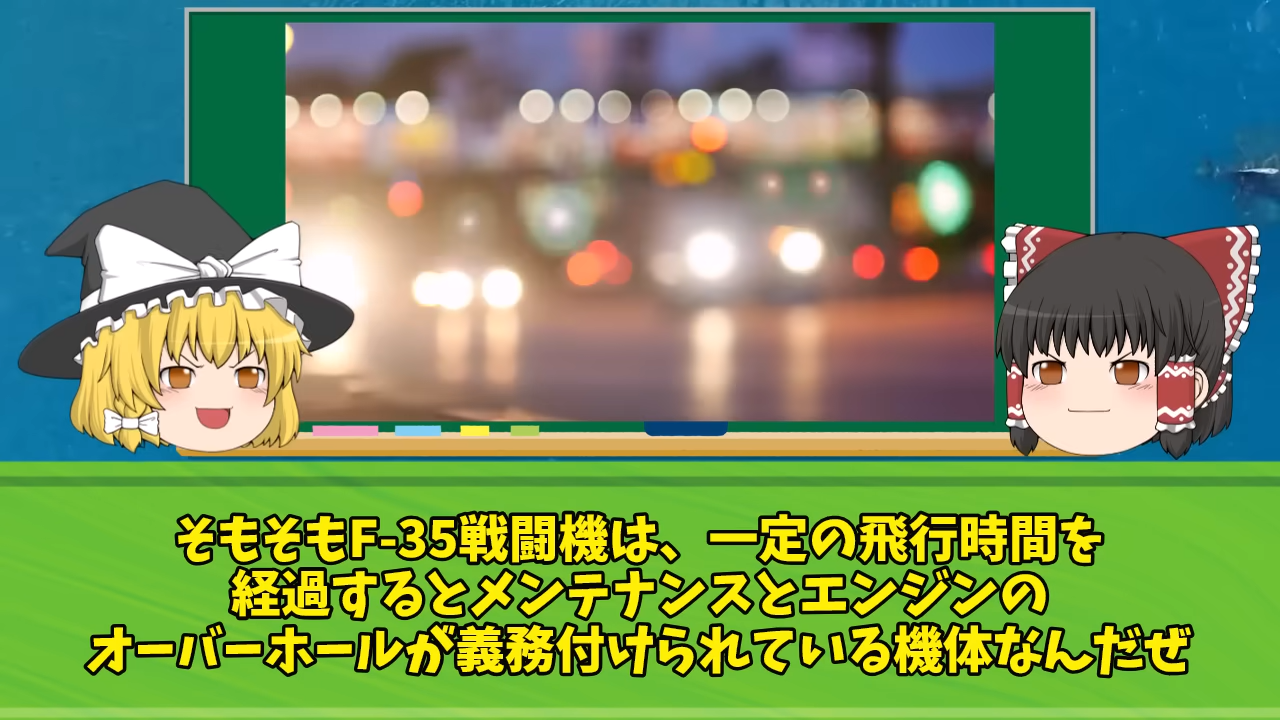 そもそもF-35戦闘機は、一定の飛行時間を
経過するとメンテナンスとエンジンの
オーバーホールが義務付けられている機体なんだぜ